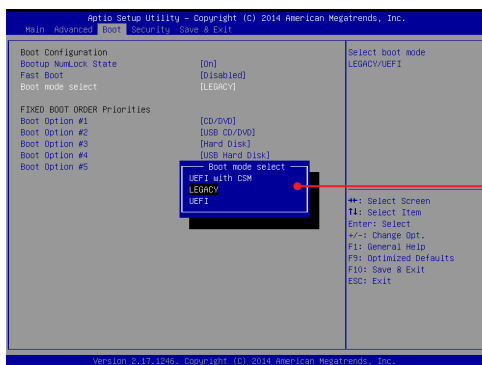 Aptio Setup Utility – Copyright (C) 2014 American Megatrends, Inc.
Main Advanced Boot Security Save & Exit
Boot Configuration
Bootup NumLock State [On]
Fast Boot [Disabled]
Boot mode select [LEGACY]
FIXED BOOT ORDER Priorities
Boot Option #1 [CD/DVD]
Boot Option #2 [USB CD/DVD]
Boot Option #3 [Hard Disk]
Boot Option #4 [USB Hard Disk]
Boot Option #5
Boot mode select
UEFI with CSM
LEGACY
UEFI
Select boot mode
LEGACY/UEFI
→←: Select Screen
↑↓: Select Item
Enter: Select
+/-: Change Opt.
F1: General Help
F9: Optimized Defaults
F10: Save & Exit
ESC: Exit
Version 2.17.1246. Copyright (C) 2014 American Megatrends, Inc.